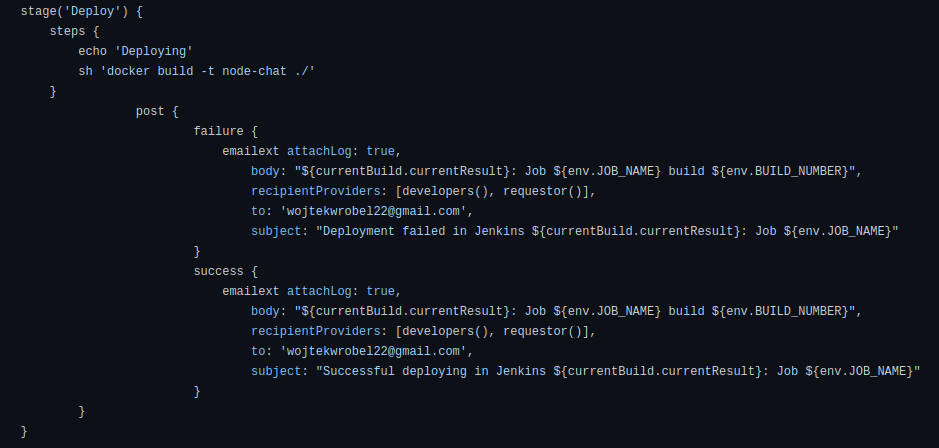 stage('Deploy') {
steps {
echo 'Deploying'
sh 'docker build -t node-chat ./'
}
post {
failure {
emailext attachLog: true,
body: "${currentBuild.currentResult}: Job ${env.JOB_NAME} build ${env.BUILD_NUMBER}",
recipientProviders: [developers(), requestor()],
to: 'wojtekwrobel22@gmail.com',
subject: "Deployment failed in Jenkins ${currentBuild.currentResult}: Job ${env.JOB_NAME}"
}
success {
emailext attachLog: true,
body: "${currentBuild.currentResult}: Job ${env.JOB_NAME} build ${env.BUILD_NUMBER}",
recipientProviders: [developers(), requestor()],
to: 'wojtekwrobel22@gmail.com',
subject: "Successful deploying in Jenkins ${currentBuild.currentResult}: Job ${env.JOB_NAME}"
}
}
}